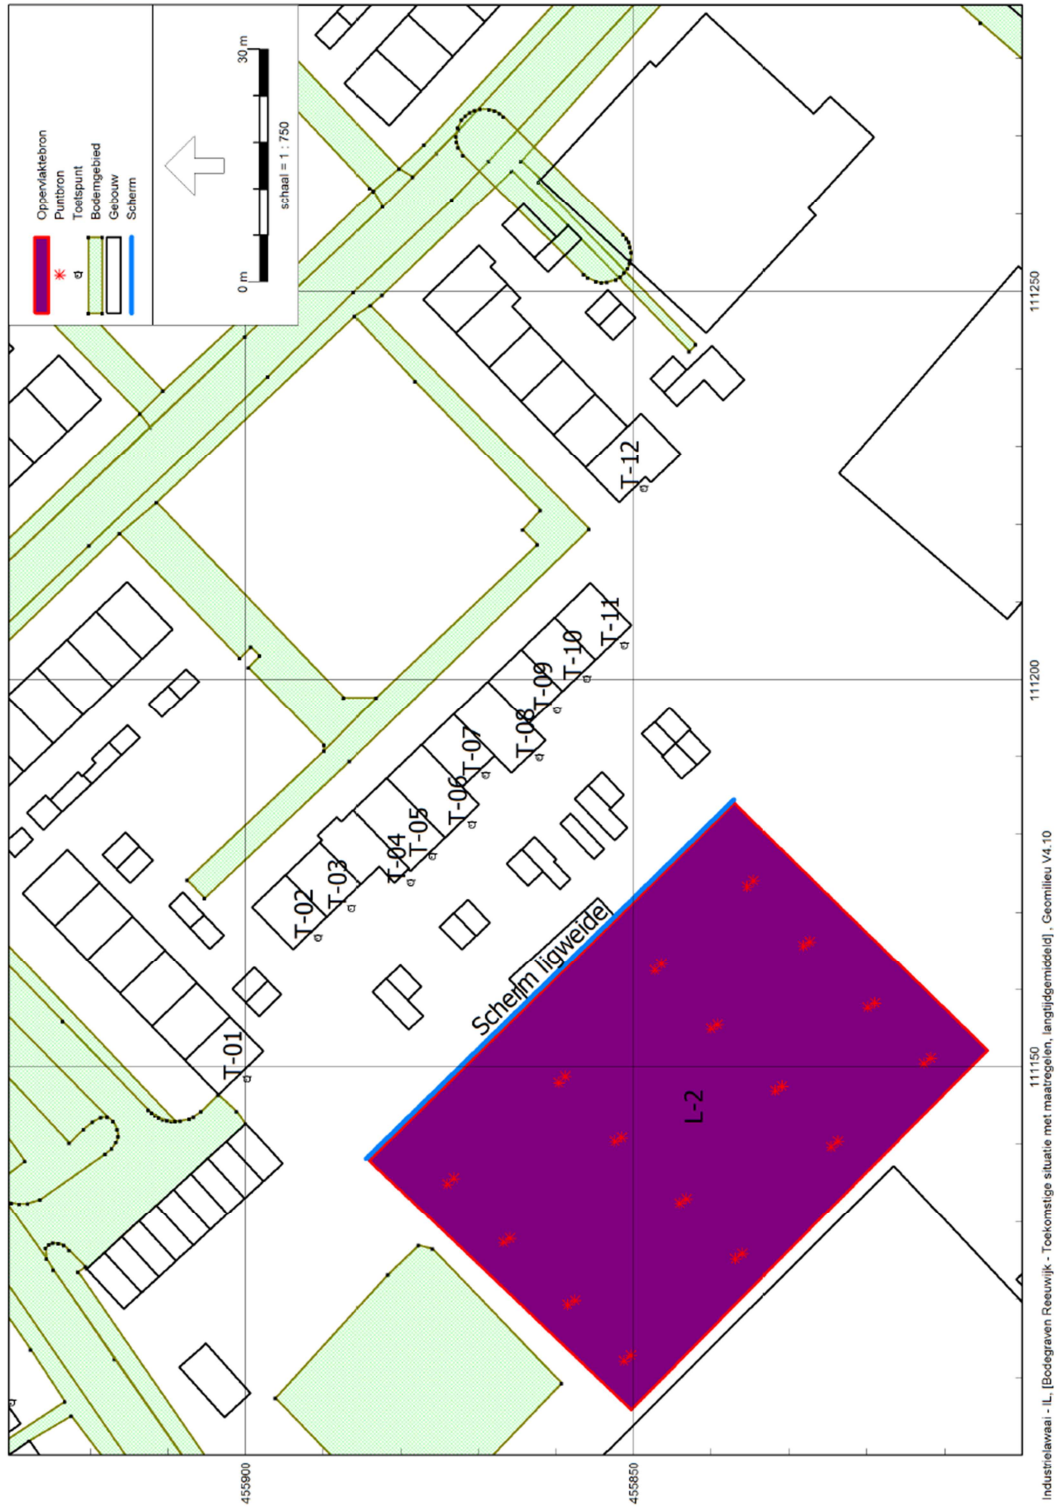 Oppervlaktebron
Puntbron
Toetspunt
Bodemgebied
Gebouw
Scherm
0 m
30 m
schaal = 1 : 750
T-01
T-02
T-03
T-04
T-05
T-06
T-07
T-08
T-09
T-10
T-11
T-12
Scherm ligweide
L-2
455900
455850
111150
111200
111250
Industrielawaai - IL, [Bodegraven Reeuwijk - Toekomstige situatie met maatregelen, langtijdgemiddeld] , Geomilieu V4.10